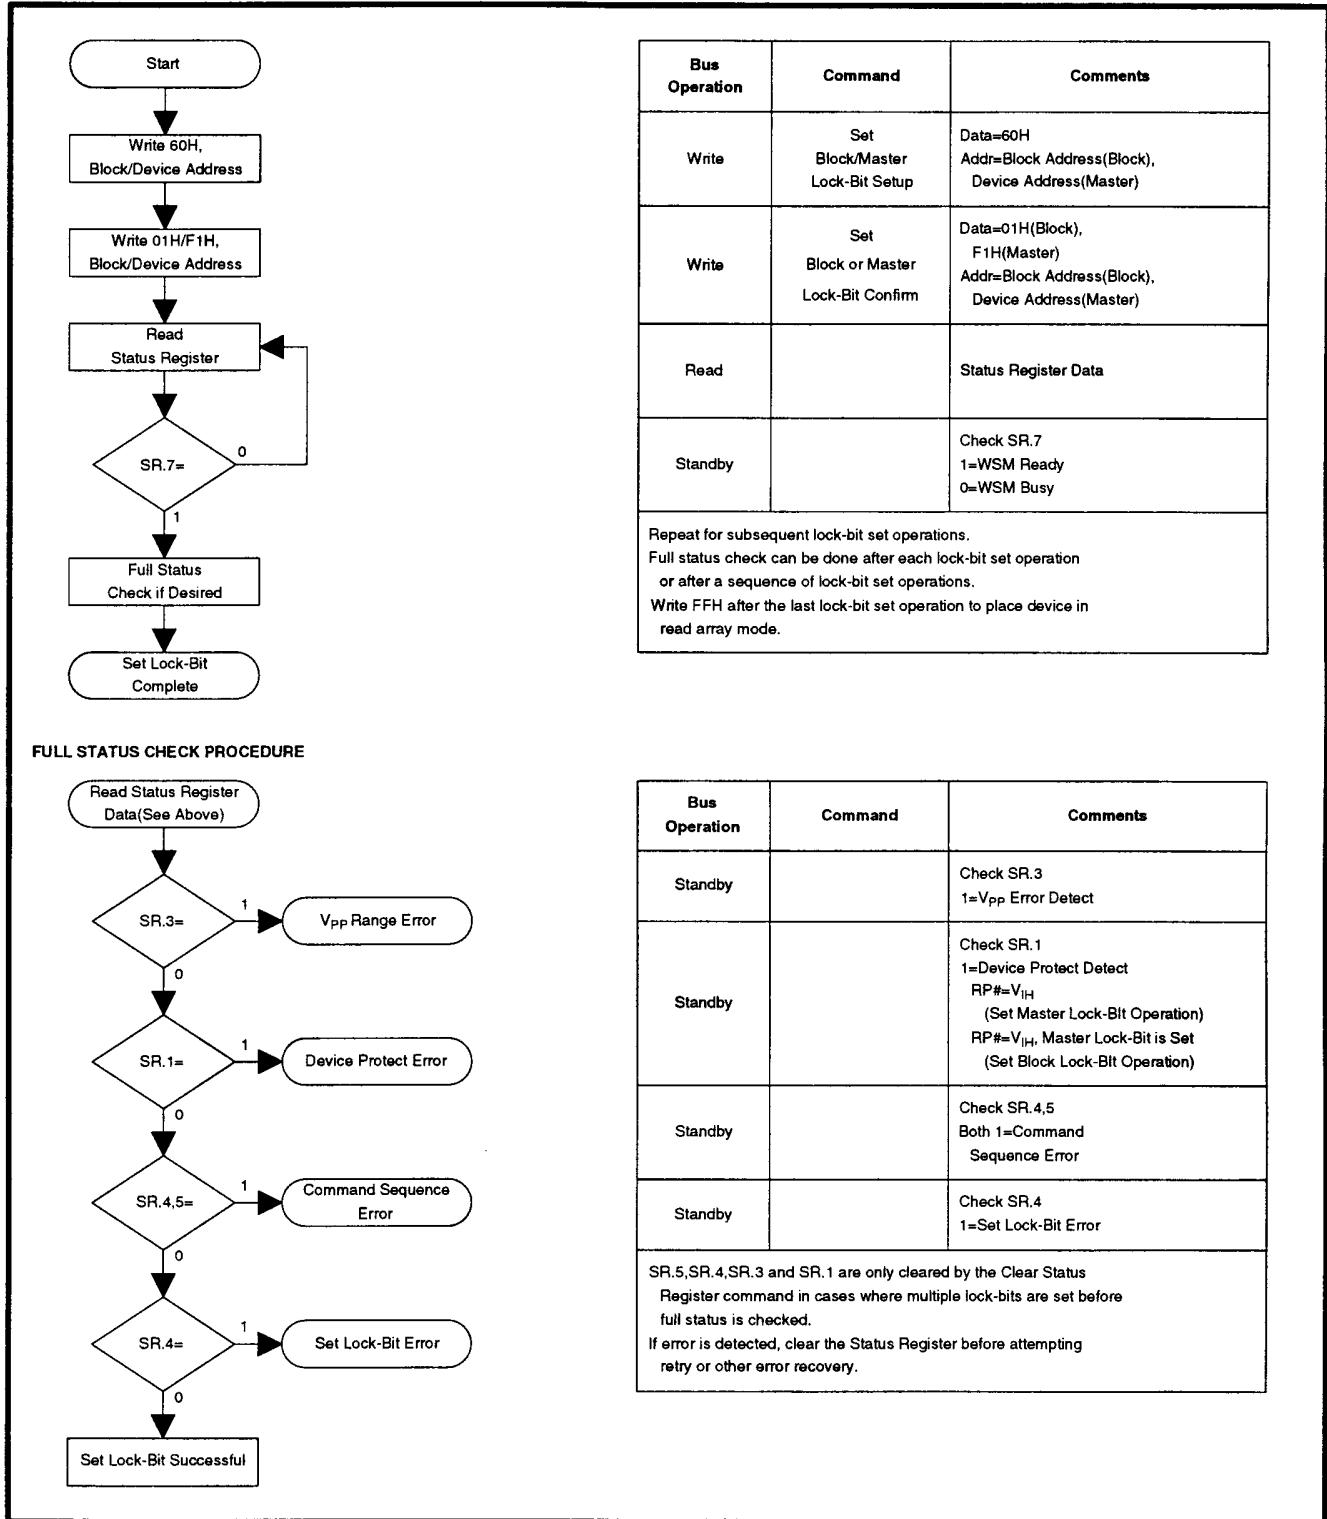 Start
Write 60H,
Block/Device Address
Write 01H/F1H,
Block/Device Address
Read
Status Register
SR.7=
0
1
Full Status
Check if Desired
Set Lock-Bit
Complete
Bus
Operation
Command
Comments
Write
Set
Block/Master
Lock-Bit Setup
Data=60H
Addr=Block Address(Block),
Device Address(Master)
Write
Set
Block or Master
Lock-Bit Confirm
Data=01H(Block),
F1H(Master)
Addr=Block Address(Block),
Device Address(Master)
Read
Status Register Data
Standby
Check SR.7
1=WSM Ready
0=WSM Busy
Repeat for subsequent lock-bit set operations.
Full status check can be done after each lock-bit set operation
or after a sequence of lock-bit set operations.
Write FFH after the last lock-bit set operation to place device in
read array mode.
FULL STATUS CHECK PROCEDURE
Read Status Register
Data(See Above)
SR.3=
1
VPP Range Error
0
SR.1=
1
Device Protect Error
0
SR.4,5=
1
Command Sequence
Error
0
SR.4=
1
Set Lock-Bit Error
0
Set Lock-Bit Successful
Bus
Operation
Command
Comments
Standby
Check SR.3
1=VPP Error Detect
Standby
Check SR.1
1=Device Protect Detect
RP#=VIH
(Set Master Lock-Bit Operation)
RP#=VIH, Master Lock-Bit is Set
(Set Block Lock-Bit Operation)
Standby
Check SR.4,5
Both 1=Command
Sequence Error
Standby
Check SR.4
1=Set Lock-Bit Error
SR.5,SR.4,SR.3 and SR.1 are only cleared by the Clear Status
Register command in cases where multiple lock-bits are set before
full status is checked.
If error is detected, clear the Status Register before attempting
retry or other error recovery.